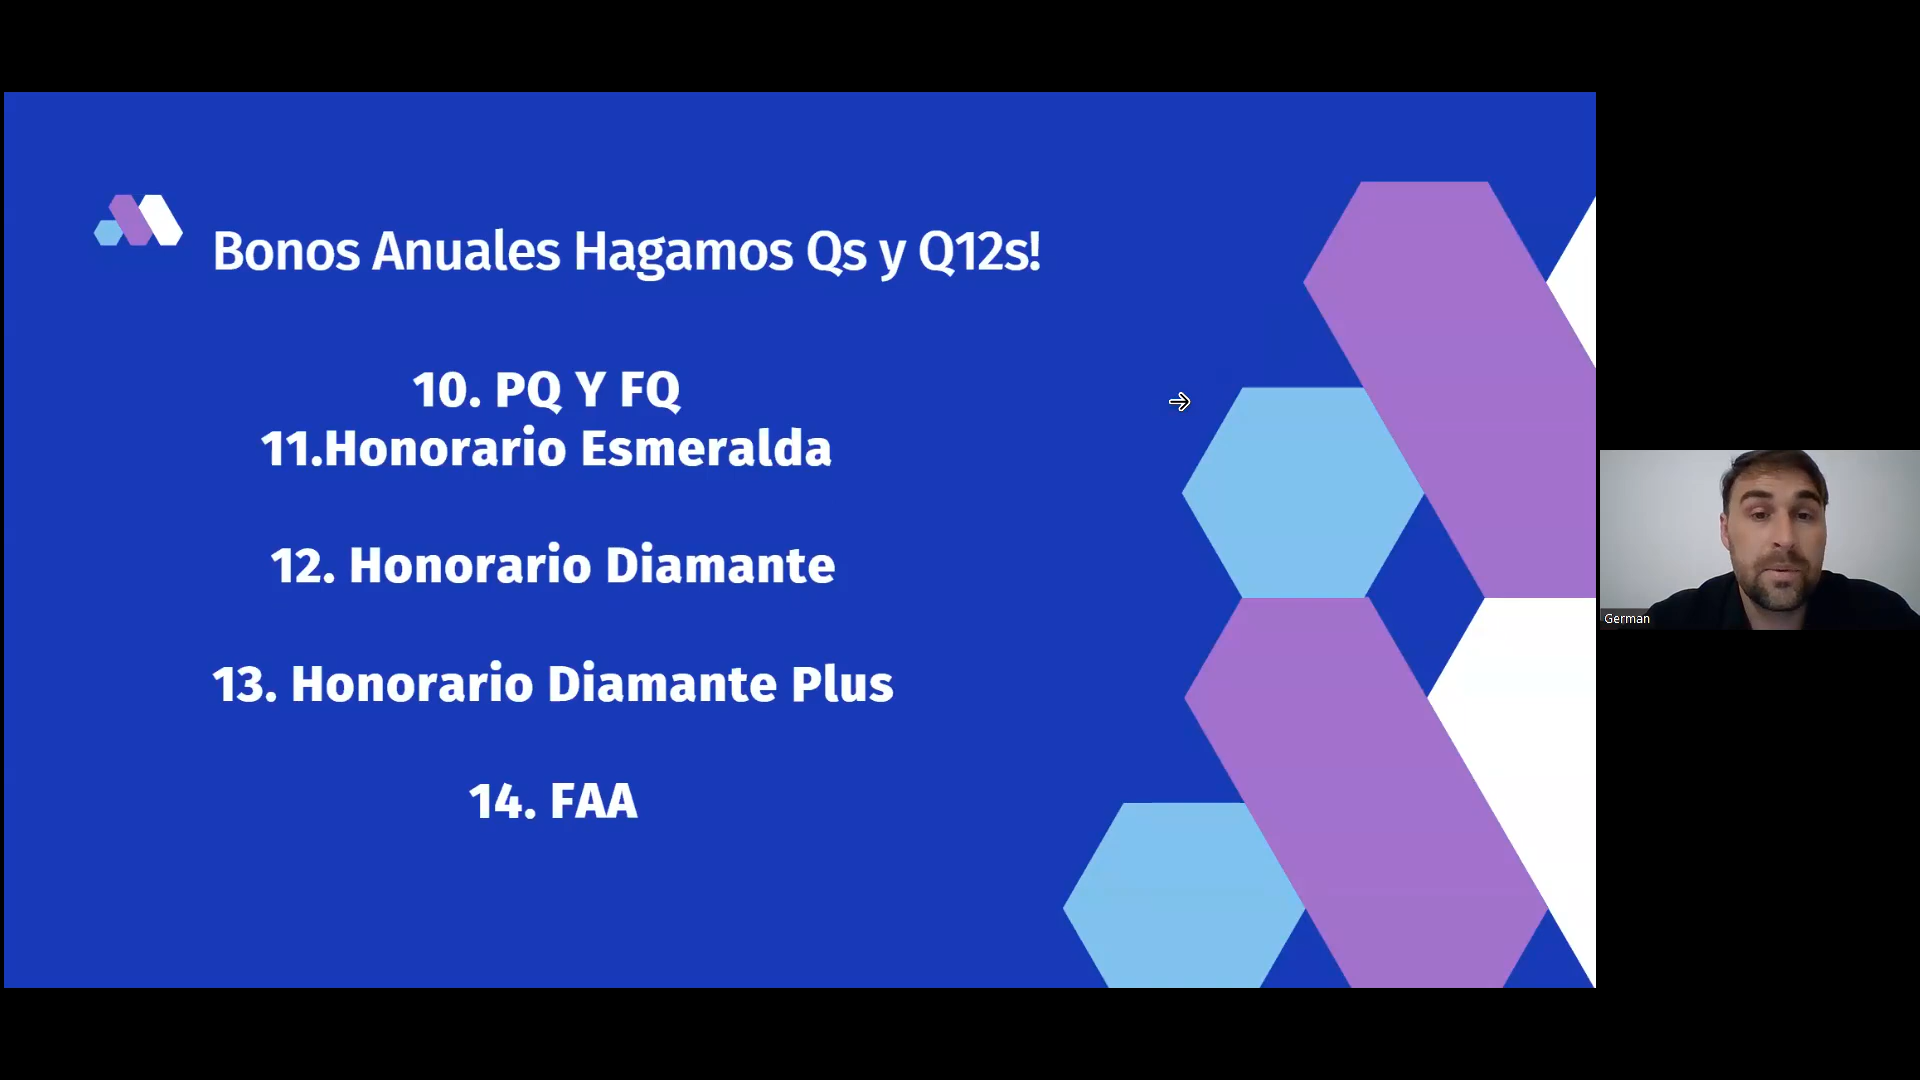 Bonos Anuales Hagamos Qs y Q12s!
10. PQ Y FQ
11.Honorario Esmeralda
12. Honorario Diamante
13. Honorario Diamante Plus
14. FAA
German